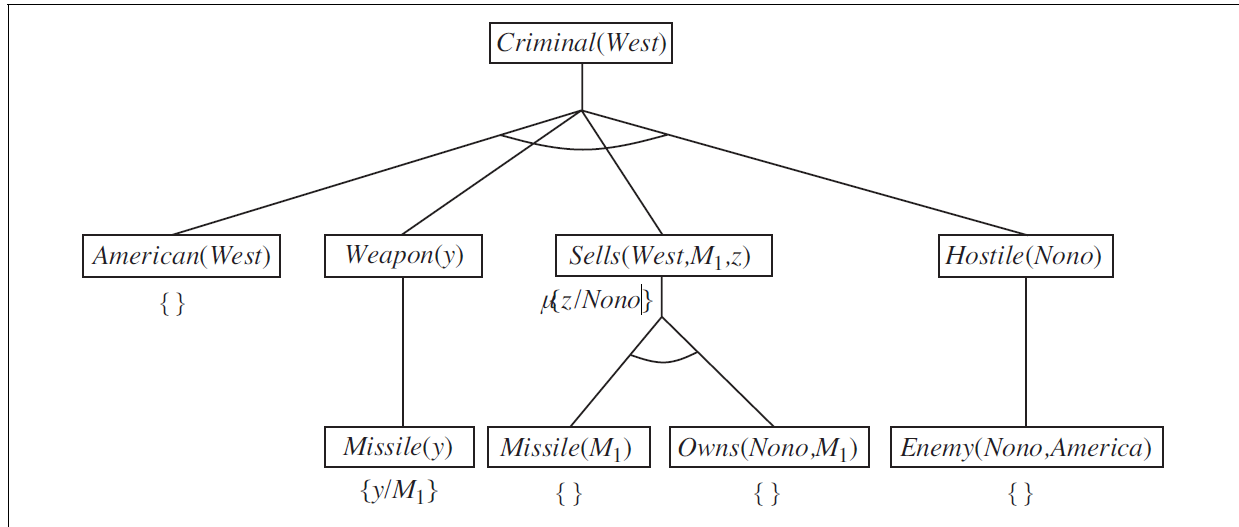 Criminal(West)
American(West) Weapon(y) Sells(West,M₁,z) Hostile(Nono)
{ } μ{z/Nono}
Missile(y) Missile(M₁) Owns(Nono,M₁) Enemy(Nono,America)
{y/M₁} { } { } { }